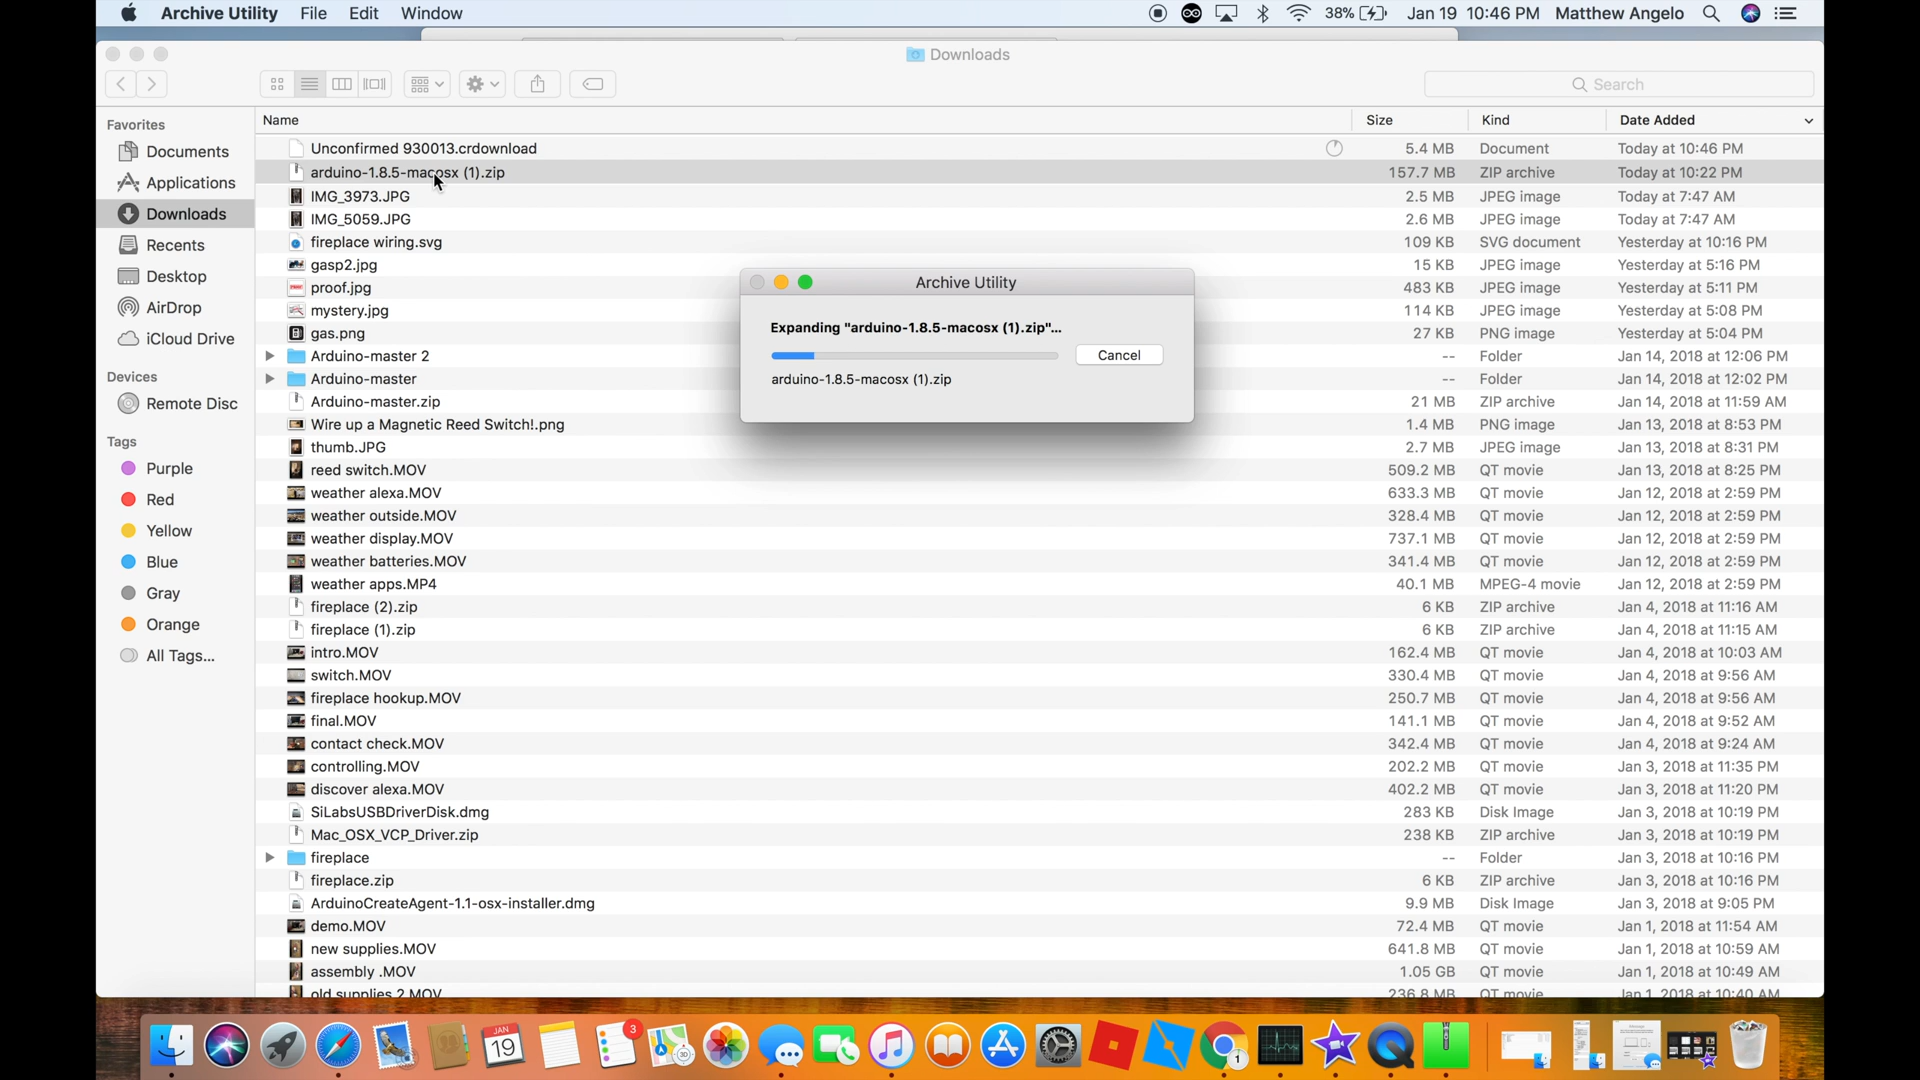 Archive Utility File Edit Window 38% Jan 19 10:46 PM Matthew Angelo
Downloads
Search
Favorites
Documents
Applications
Downloads
Recents
Desktop
AirDrop
iCloud Drive
Devices
Remote Disc
Tags
Purple
Red
Yellow
Blue
Gray
Orange
All Tags...
Name Size Kind Date Added
Unconfirmed 930013.crdownload 5.4 MB Document Today at 10:46 PM
arduino-1.8.5-macosx (1).zip 157.7 MB ZIP archive Today at 10:22 PM
IMG_3973.JPG 2.5 MB JPEG image Today at 7:47 AM
IMG_5059.JPG 2.6 MB JPEG image Today at 7:47 AM
fireplace wiring.svg 109 KB SVG document Yesterday at 10:16 PM
gasp2.jpg 15 KB JPEG image Yesterday at 5:16 PM
proof.jpg 483 KB JPEG image Yesterday at 5:11 PM
mystery.jpg 114 KB JPEG image Yesterday at 5:08 PM
gas.png 27 KB PNG image Yesterday at 5:04 PM
Arduino-master 2 -- Folder Jan 14, 2018 at 12:06 PM
Arduino-master -- Folder Jan 14, 2018 at 12:02 PM
Arduino-master.zip 21 MB ZIP archive Jan 14, 2018 at 11:59 AM
Wire up a Magnetic Reed Switch!.png 1.4 MB PNG image Jan 13, 2018 at 8:53 PM
thumb.JPG 2.7 MB JPEG image Jan 13, 2018 at 8:31 PM
reed switch.MOV 509.2 MB QT movie Jan 13, 2018 at 8:25 PM
weather alexa.MOV 633.3 MB QT movie Jan 12, 2018 at 2:59 PM
weather outside.MOV 328.4 MB QT movie Jan 12, 2018 at 2:59 PM
weather display.MOV 737.1 MB QT movie Jan 12, 2018 at 2:59 PM
weather batteries.MOV 341.4 MB QT movie Jan 12, 2018 at 2:59 PM
weather apps.MP4 40.1 MB MPEG-4 movie Jan 12, 2018 at 2:59 PM
fireplace (2).zip 6 KB ZIP archive Jan 4, 2018 at 11:16 AM
fireplace (1).zip 6 KB ZIP archive Jan 4, 2018 at 11:15 AM
intro.MOV 162.4 MB QT movie Jan 4, 2018 at 10:03 AM
switch.MOV 330.4 MB QT movie Jan 4, 2018 at 9:56 AM
fireplace hookup.MOV 250.7 MB QT movie Jan 4, 2018 at 9:56 AM
final.MOV 141.1 MB QT movie Jan 4, 2018 at 9:52 AM
contact check.MOV 342.4 MB QT movie Jan 4, 2018 at 9:24 AM
controlling.MOV 202.2 MB QT movie Jan 3, 2018 at 11:35 PM
discover alexa.MOV 402.2 MB QT movie Jan 3, 2018 at 11:20 PM
SiLabsUSBDriverDisk.dmg 283 KB Disk Image Jan 3, 2018 at 10:19 PM
Mac_OSX_VCP_Driver.zip 238 KB ZIP archive Jan 3, 2018 at 10:19 PM
fireplace -- Folder Jan 3, 2018 at 10:16 PM
fireplace.zip 6 KB ZIP archive Jan 3, 2018 at 10:16 PM
ArduinoCreateAgent-1.1-osx-installer.dmg 9.9 MB Disk Image Jan 3, 2018 at 9:05 PM
demo.MOV 72.4 MB QT movie Jan 1, 2018 at 11:54 AM
new supplies.MOV 641.8 MB QT movie Jan 1, 2018 at 10:59 AM
assembly .MOV 1.05 GB QT movie Jan 1, 2018 at 10:49 AM
old supplies 2.MOV 236.8 MB QT movie Jan 1, 2018 at 10:40 AM
Archive Utility
Expanding "arduino-1.8.5-macosx (1).zip"...
Cancel
arduino-1.8.5-macosx (1).zip
JAN
19
3
3D
1